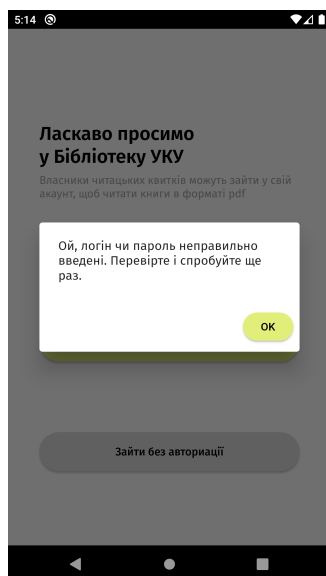 5:14
Ласкаво просимо
у Бібліотеку УКУ
Власники читацьких квитків можуть зайти у свій
акаунт, щоб читати книги в форматі pdf
Ой, логін чи пароль неправильно
введені. Перевірте і спробуйте ще
раз.
OK
Зайти без авториації